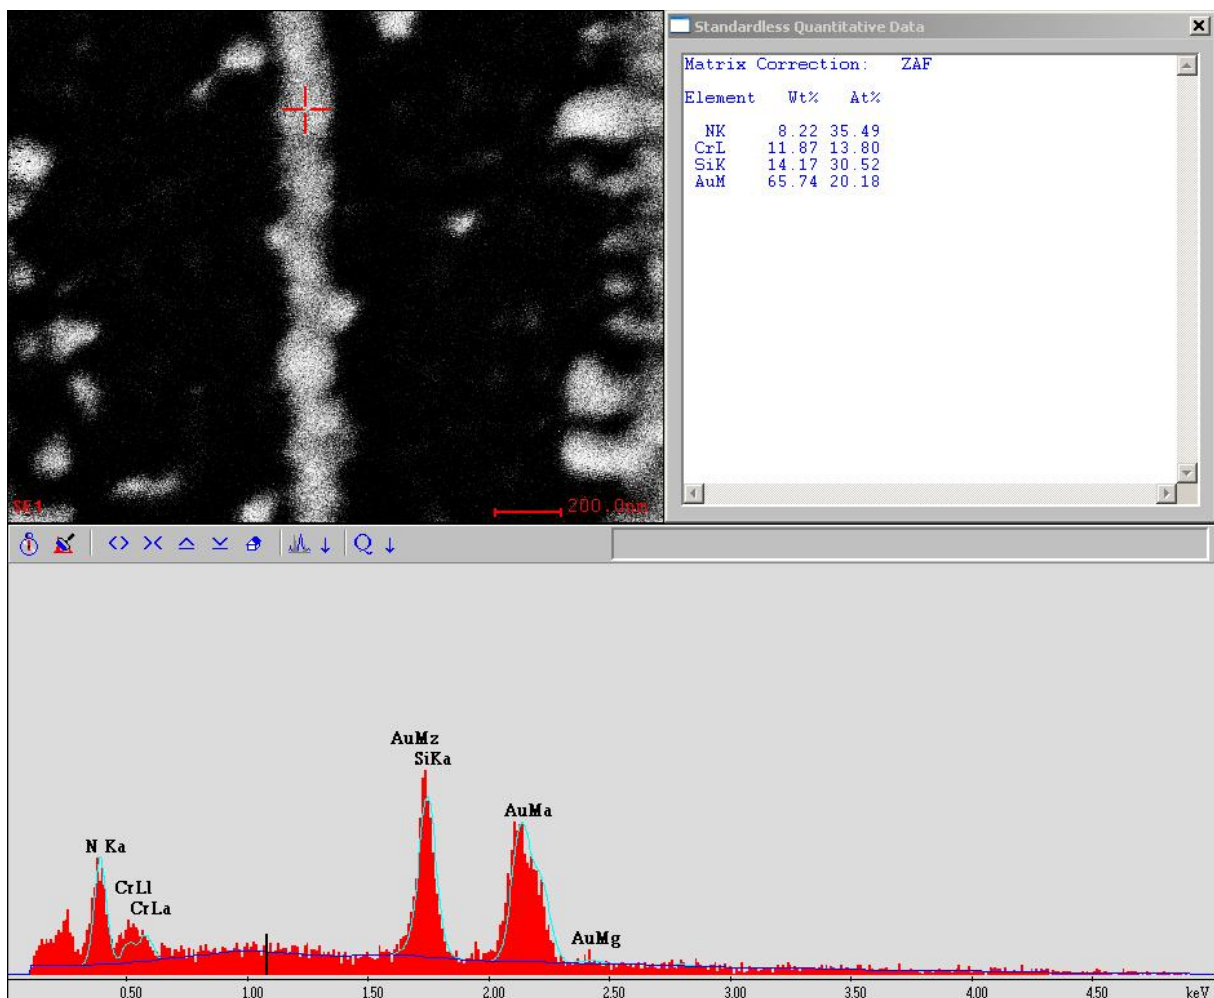 Standardless Quantitative Data
Matrix Correction: ZAF
Element Wt% At%
NK 8.22 35.49
CrL 11.87 13.80
SiK 14.17 30.52
AuM 65.74 20.18
SE1
200.0nm
Q
AuMz
SiKa
AuMa
N Ka
CrLl
CrLa
AuMg
0.50 1.00 1.50 2.00 2.50 3.00 3.50 4.00 4.50 keV